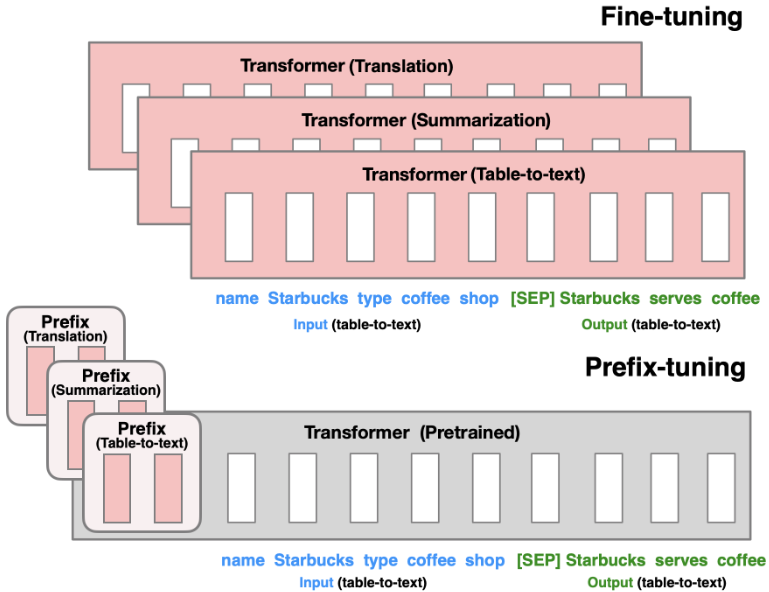 Fine-tuning
Transformer (Translation)
Transformer (Summarization)
Transformer (Table-to-text)
name Starbucks type coffee shop [SEP] Starbucks serves coffee
Input (table-to-text) Output (table-to-text)
Prefix-tuning
Prefix
(Translation)
Prefix
(Summarization)
Prefix
(Table-to-text)
Transformer (Pretrained)
name Starbucks type coffee shop [SEP] Starbucks serves coffee
Input (table-to-text) Output (table-to-text)